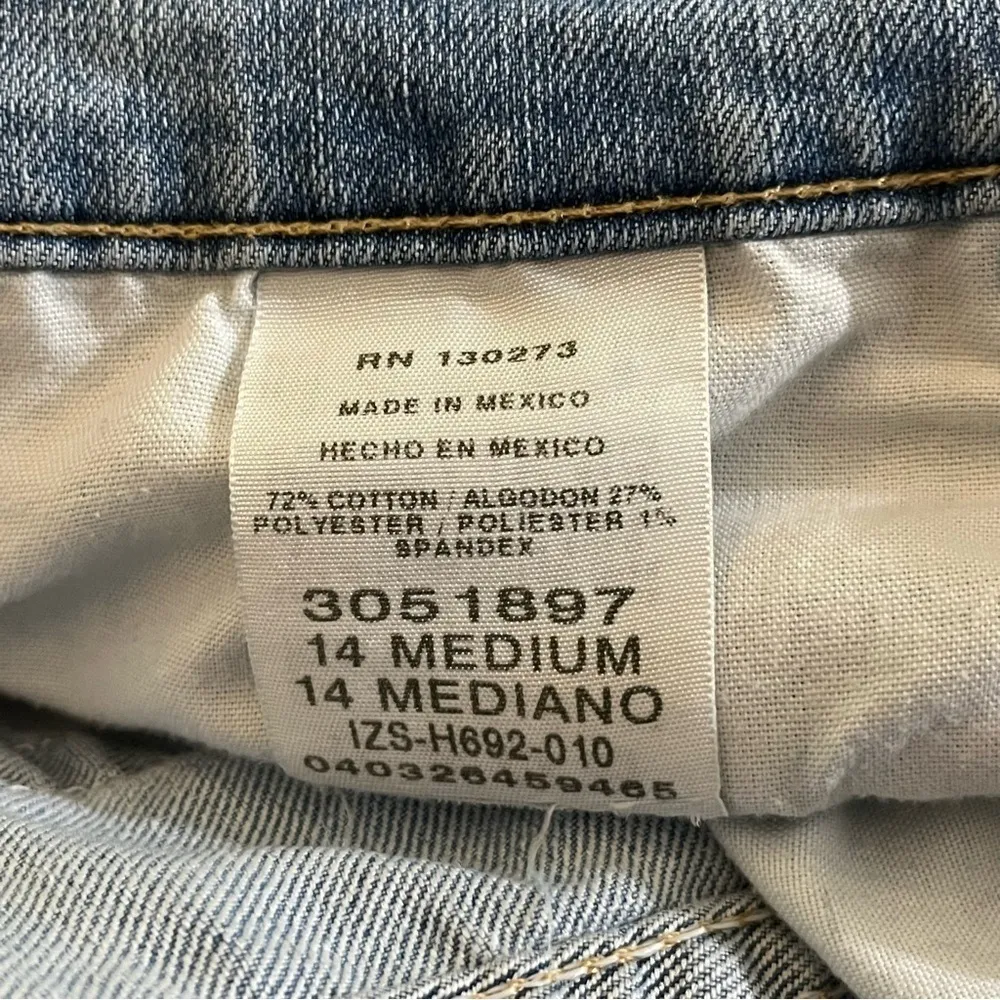 RN 130273
MADE IN MEXICO
HECHO EN MEXICO
72% COTTON / ALGODON 27%
POLYESTER / POLIESTER 1%
SPANDEX
3051897
14 MEDIUM
14 MEDIANO
IZS-H692-010
040326459465